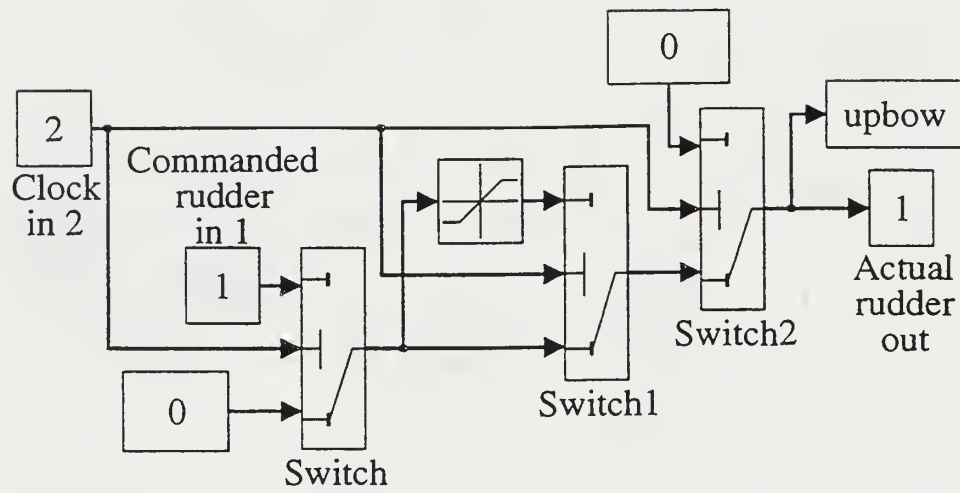 0
2
upbow
Clock
in 2
Commanded
rudder
in 1
1
1
Actual
rudder
out
Switch2
0
Switch1
Switch